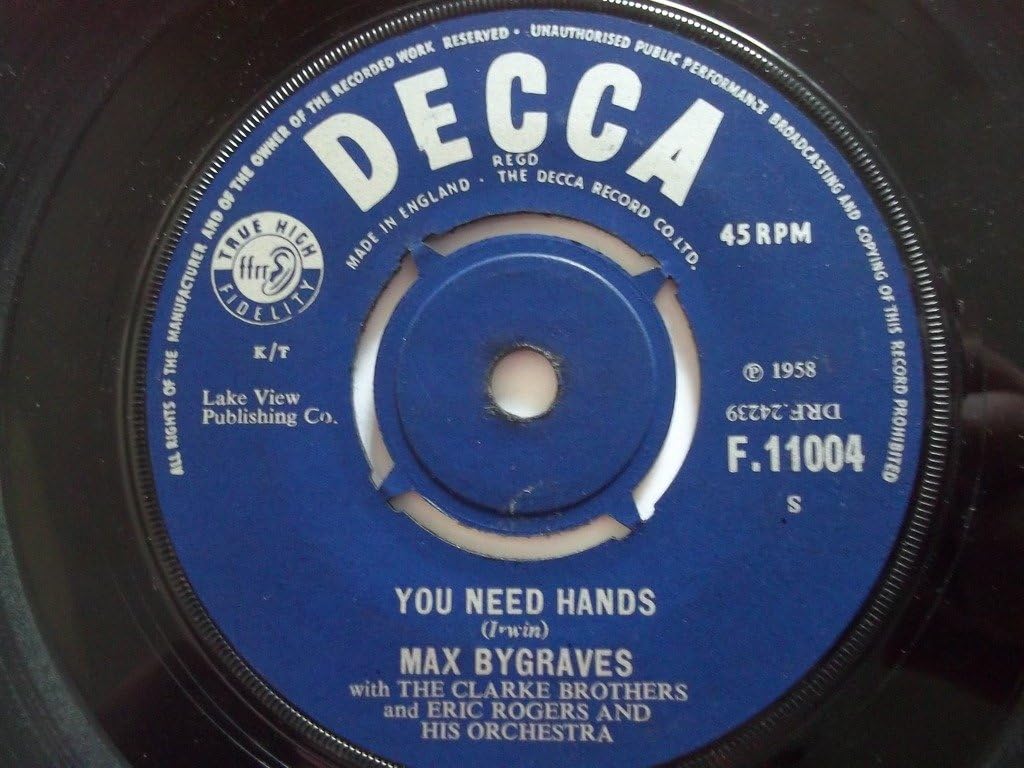 ALL RIGHTS OF THE MANUFACTURER AND OF THE OWNER OF THE RECORDED WORK RESERVED · UNAUTHORISED PUBLIC PERFORMANCE BROADCASTING AND COPYING OF THIS RECORD PROHIBITED
DECCA
REGD
MADE IN ENGLAND · THE DECCA RECORD CO. LTD.
TRUE HIGH
ffrr
FIDELITY
45 RPM
K/T
Lake View
Publishing Co.
℗ 1958
DRF.24239
F.11004
S
YOU NEED HANDS
(Irwin)
MAX BYGRAVES
with THE CLARKE BROTHERS
and ERIC ROGERS AND
HIS ORCHESTRA